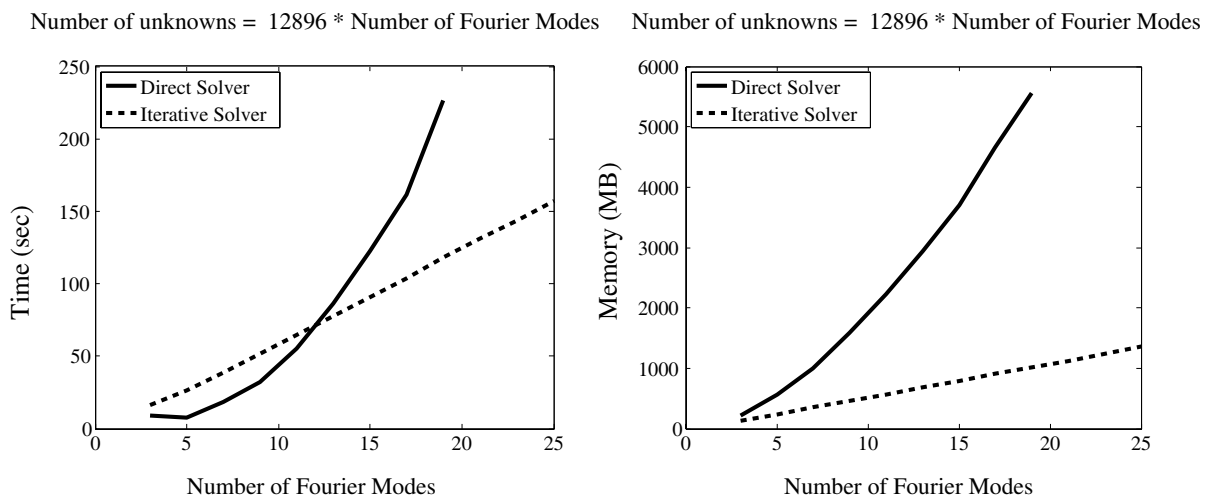 Number of unknowns = 12896 * Number of Fourier Modes
250
200
150
100
50
0
Time (sec)
Direct Solver
Iterative Solver
0 5 10 15 20 25
Number of Fourier Modes
Number of unknowns = 12896 * Number of Fourier Modes
6000
5000
4000
3000
2000
1000
0
Memory (MB)
Direct Solver
Iterative Solver
0 5 10 15 20 25
Number of Fourier Modes